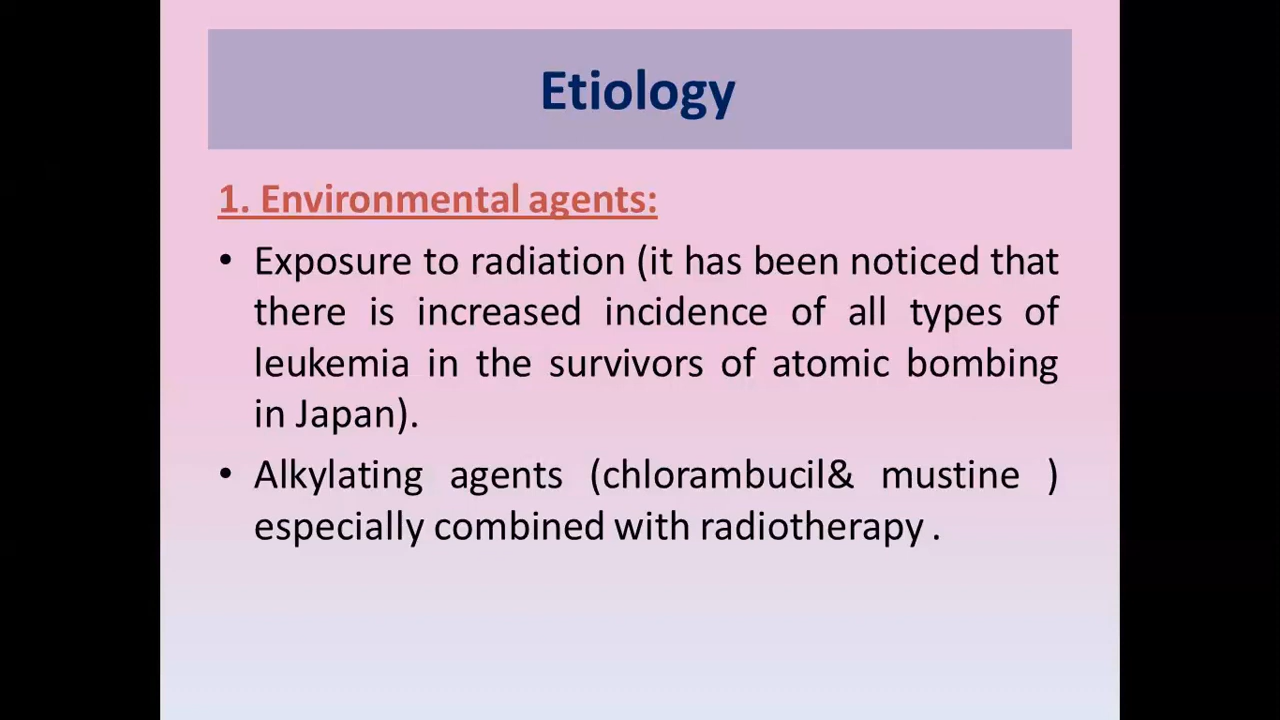 Etiology
1. Environmental agents:
• Exposure to radiation (it has been noticed that
there is increased incidence of all types of
leukemia in the survivors of atomic bombing
in Japan).
• Alkylating agents (chlorambucil& mustine )
especially combined with radiotherapy .